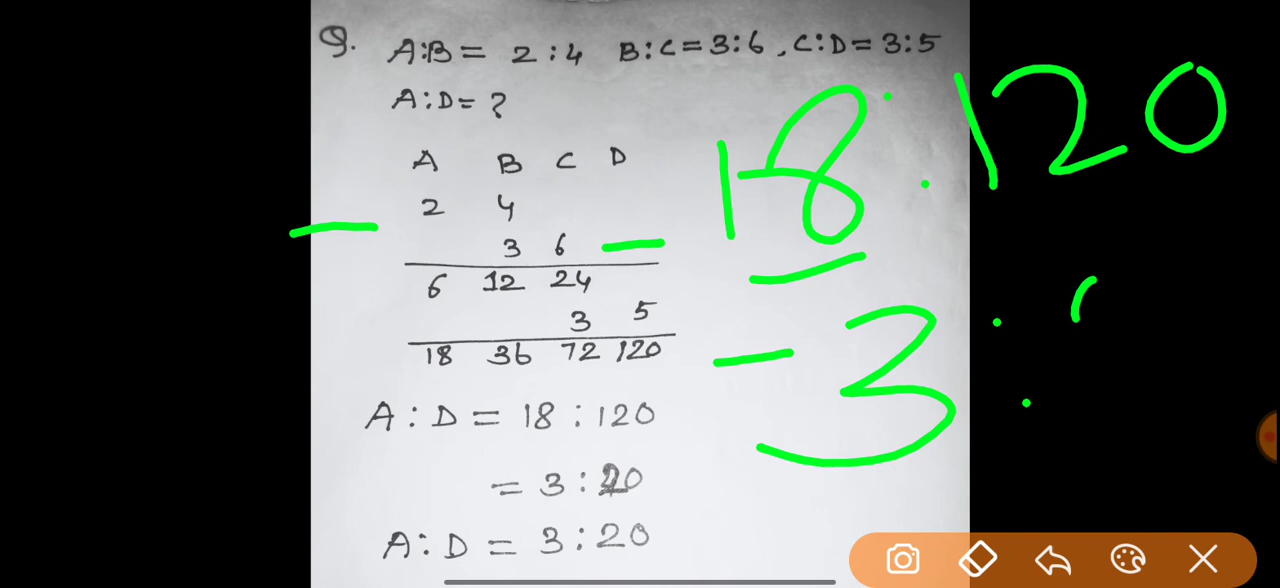 Q. A:B = 2:4 B:C = 3:6, C:D = 3:5
A:D = ?
A B C D
2 4
3 6
6 12 24
3 5
18 36 72 120
A : D = 18 : 120
= 3 : 20
A : D = 3 : 20
18 : 120
= 3 :